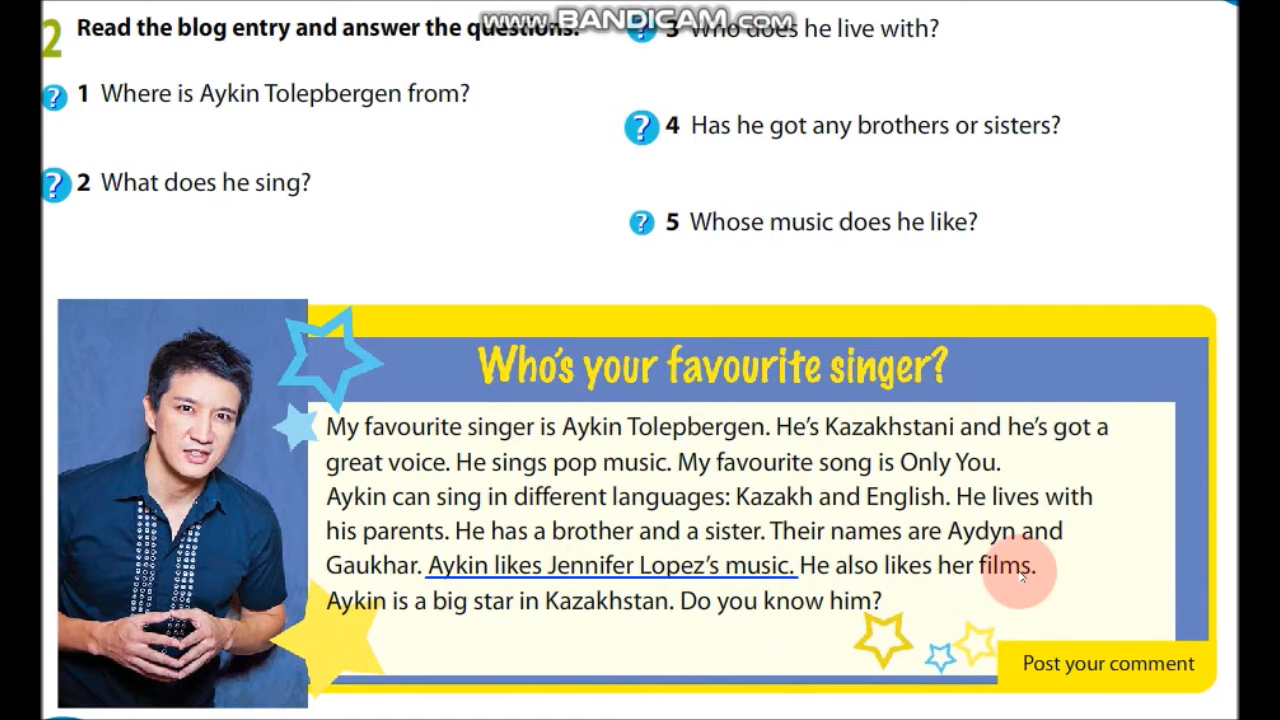 www.BANDICAM.com
2 Read the blog entry and answer the questions.
? 1 Where is Aykin Tolepbergen from?
? 2 What does he sing?
? 3 Who does he live with?
? 4 Has he got any brothers or sisters?
? 5 Whose music does he like?
Who's your favourite singer?
My favourite singer is Aykin Tolepbergen. He's Kazakhstani and he's got a
great voice. He sings pop music. My favourite song is Only You.
Aykin can sing in different languages: Kazakh and English. He lives with
his parents. He has a brother and a sister. Their names are Aydyn and
Gaukhar. Aykin likes Jennifer Lopez's music. He also likes her films.
Aykin is a big star in Kazakhstan. Do you know him?
Post your comment